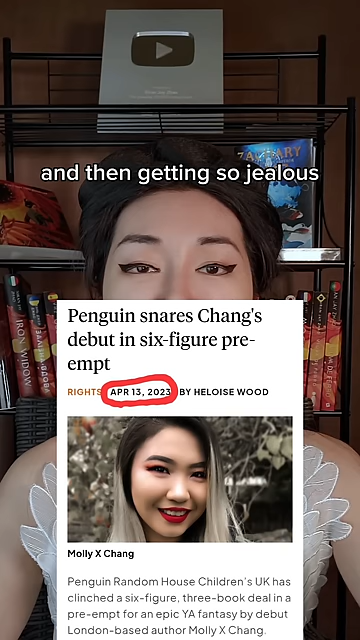 and then getting so jealous
ZACHARY
IRON WIDOW
Penguin snares Chang's
debut in six-figure pre-
empt
RIGHTS APR 13, 2023 BY HELOISE WOOD
Molly X Chang
Penguin Random House Children's UK has
clinched a six-figure, three-book deal in a
pre-empt for an epic YA fantasy by debut
London-based author Molly X Chang.